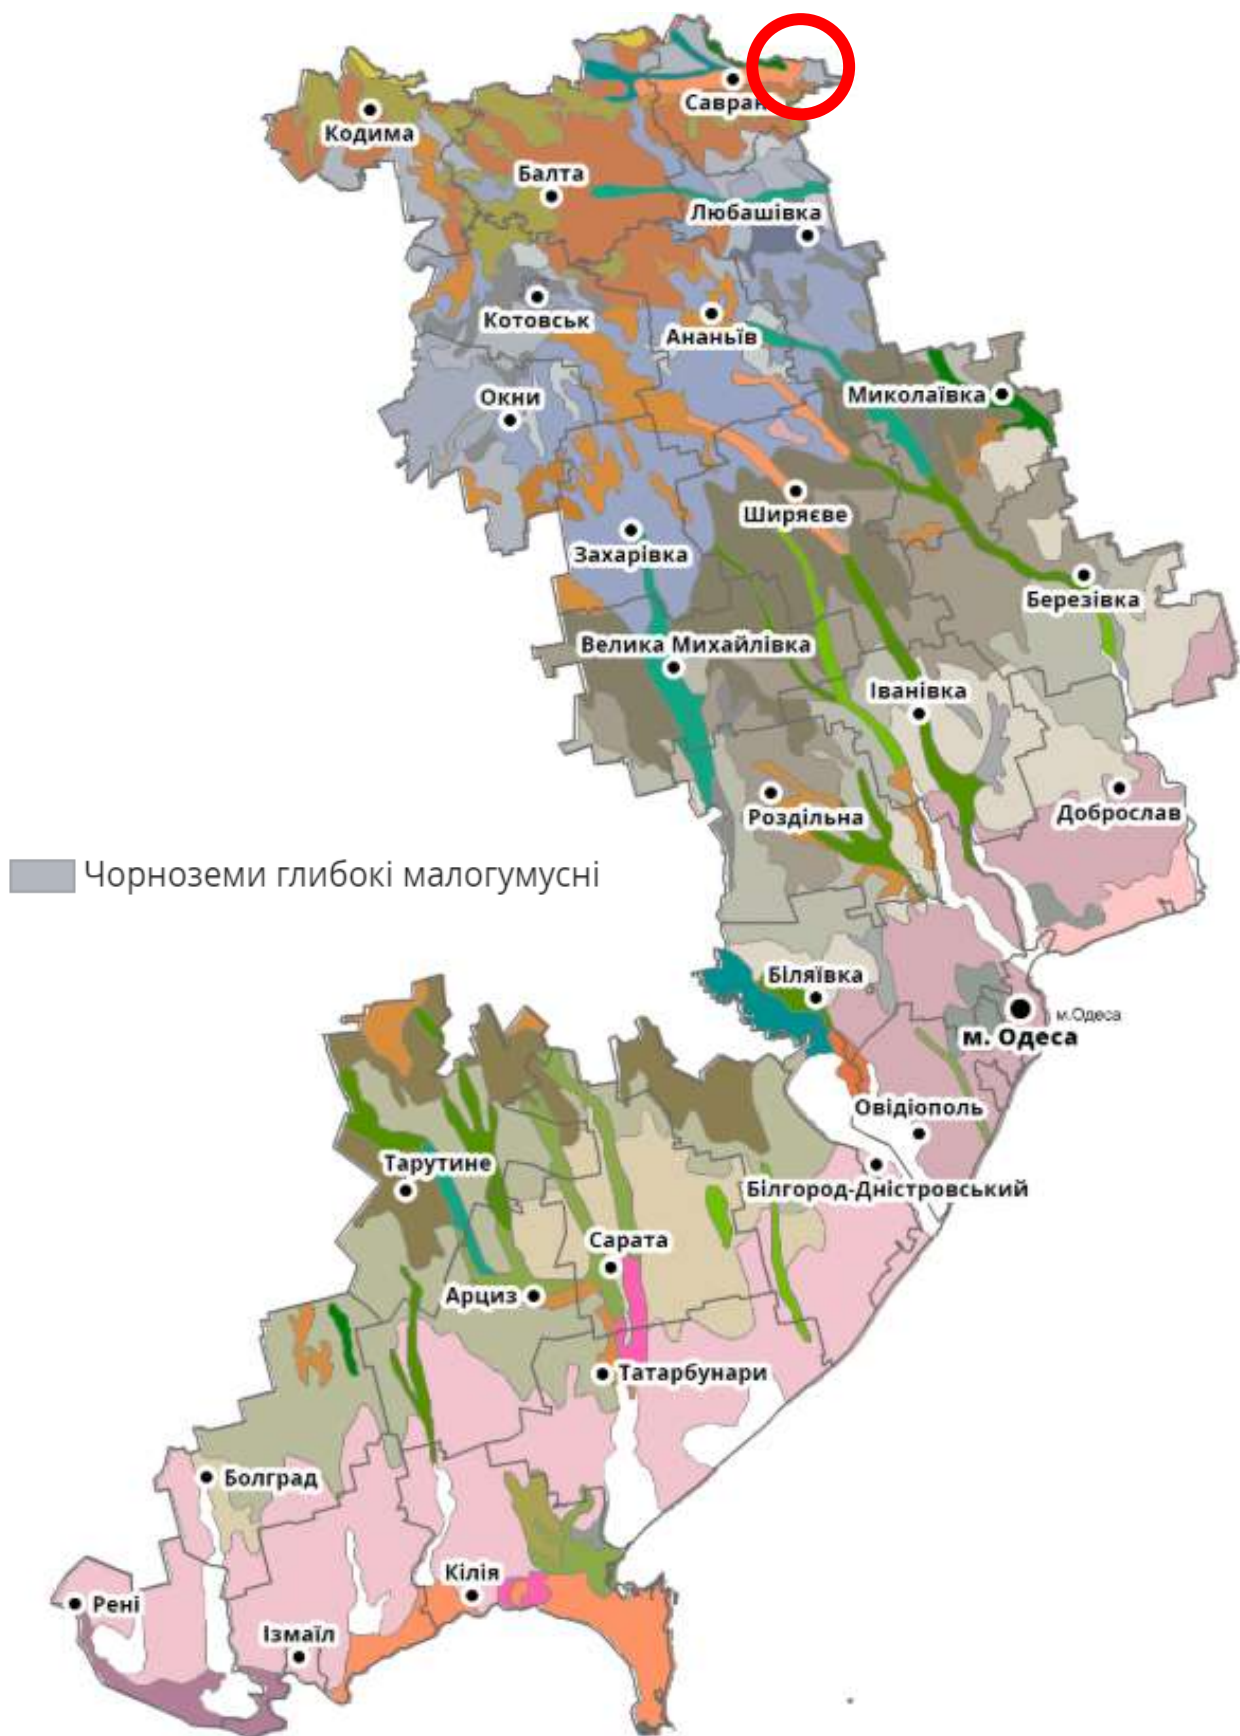 Савран
Кодима
Балта
Любашівка
Котовськ
Ананьїв
Окни
Миколаївка
Ширяєве
Захарівка
Березівка
Велика Михайлівка
Іванівка
Роздільна
Доброслав
Чорноземи глибокі малогумусні
Біляївка
м.Одеса
м. Одеса
Овідіополь
Тарутине
Білгород-Дністровський
Сарата
Арциз
Татарбунари
Болград
Кілія
Рені
Ізмаїл